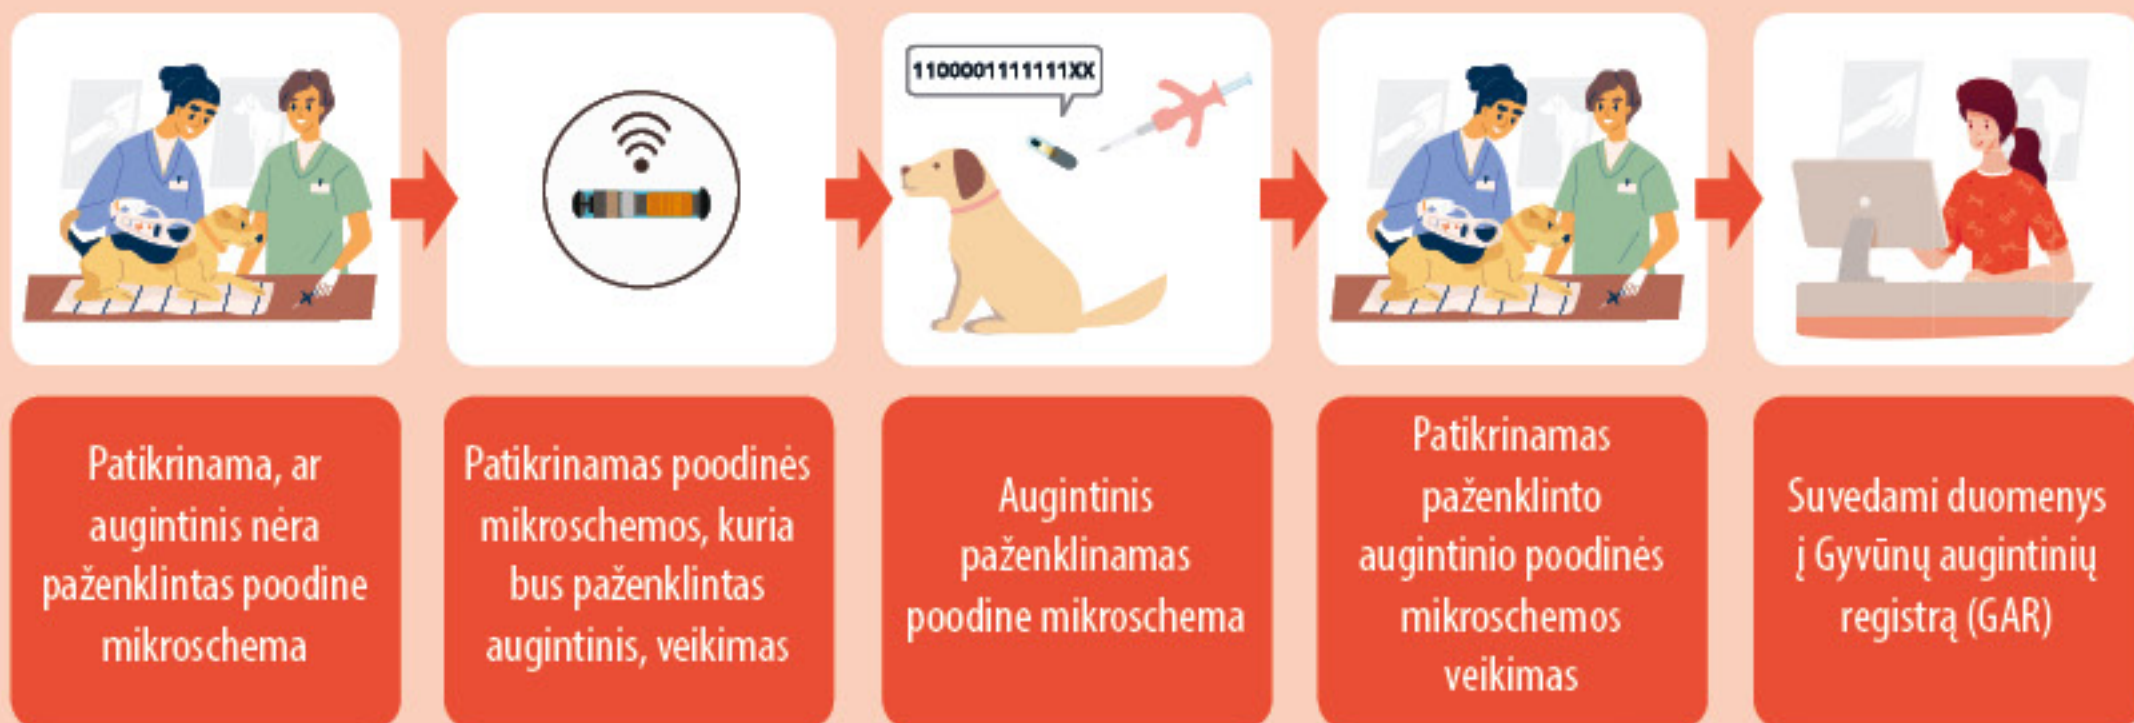 1100001111111XX
Patikrinama, ar
augintinis nėra
paženklintas poodine
mikroschema
Patikrinamas poodinės
mikroschemos, kuria
bus paženklintas
augintinis, veikimas
Augintinis
paženklinamas
poodine mikroschema
Patikrinamas
paženklinto
augintinio poodinės
mikroschemos
veikimas
Suvedami duomenys
į Gyvūnų augintinių
registrą (GAR)